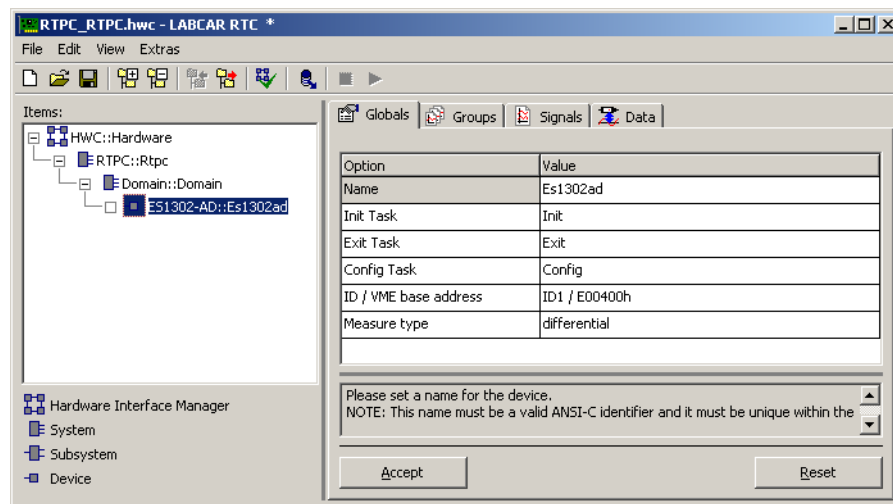 RTPC_RTPC.hwc - LABCAR RTC *
File Edit View Extras
Items:
HWC::Hardware
RTPC::Rtpc
Domain::Domain
ES1302-AD::Es1302ad
Hardware Interface Manager
System
Subsystem
Device
Globals Groups Signals Data
Option Value
Name Es1302ad
Init Task Init
Exit Task Exit
Config Task Config
ID / VME base address ID1 / E00400h
Measure type differential
Please set a name for the device.
NOTE: This name must be a valid ANSI-C identifier and it must be unique within the
Accept Reset